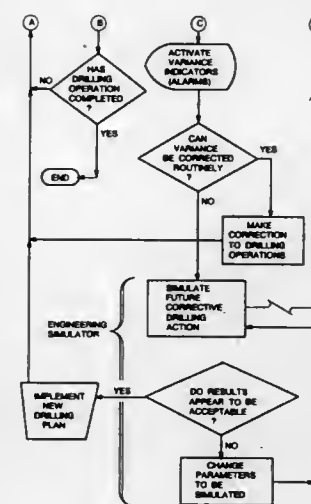 A
B
C
ACTIVATE
VARIANCE
INDICATORS
(ALARMS)
HAS
DRILLING
OPERATION
COMPLETED
?
NO
YES
END
CAN
VARIANCE
BE CORRECTED
ROUTINELY
?
YES
NO
MAKE
CORRECTION
TO DRILLING
OPERATIONS
SIMULATE
FUTURE
CORRECTIVE
DRILLING
ACTION
ENGINEERING
SIMULATOR
IMPLEMENT
NEW
DRILLING
PLAN
YES
DO RESULTS
APPEAR TO BE
ACCEPTABLE
?
NO
CHANGE
PARAMETERS
TO BE
SIMULATED